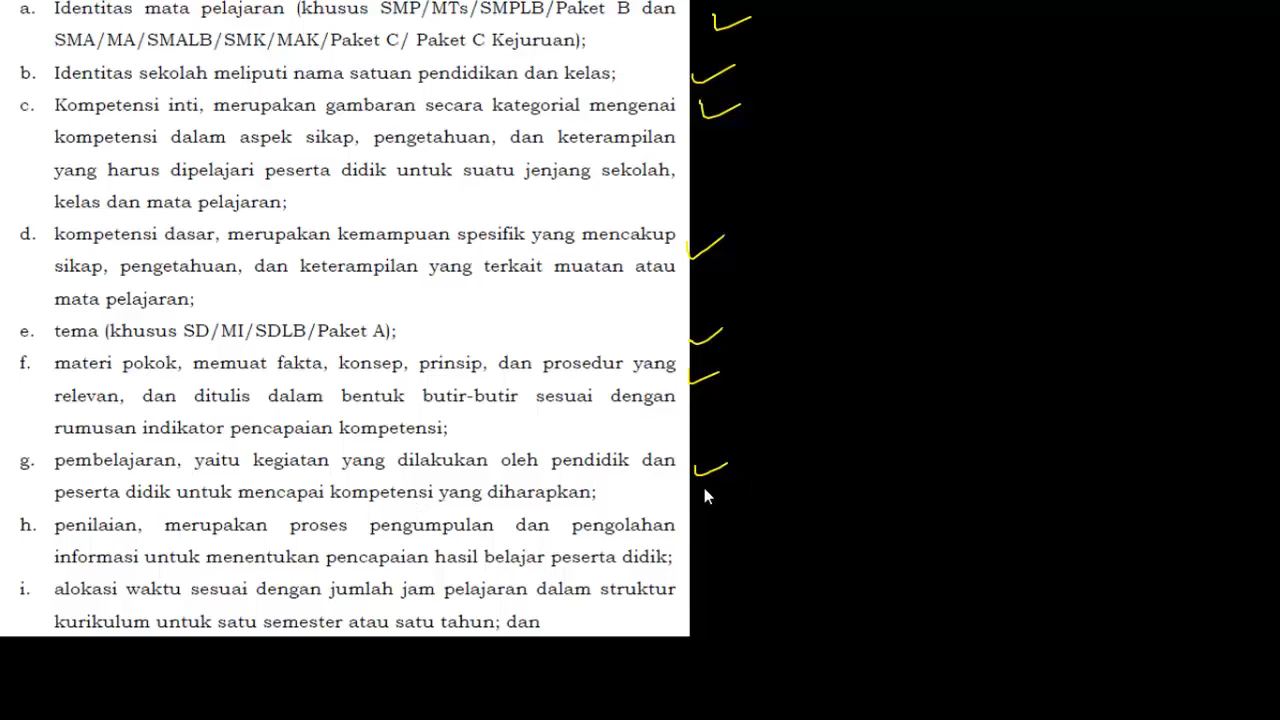 a. Identitas mata pelajaran (khusus SMP/MTs/SMPLB/Paket B dan
SMA/MA/SMALB/SMK/MAK/Paket C/ Paket C Kejuruan);
b. Identitas sekolah meliputi nama satuan pendidikan dan kelas;
c. Kompetensi inti, merupakan gambaran secara kategorial mengenai
kompetensi dalam aspek sikap, pengetahuan, dan keterampilan
yang harus dipelajari peserta didik untuk suatu jenjang sekolah,
kelas dan mata pelajaran;
d. kompetensi dasar, merupakan kemampuan spesifik yang mencakup
sikap, pengetahuan, dan keterampilan yang terkait muatan atau
mata pelajaran;
e. tema (khusus SD/MI/SDLB/Paket A);
f. materi pokok, memuat fakta, konsep, prinsip, dan prosedur yang
relevan, dan ditulis dalam bentuk butir-butir sesuai dengan
rumusan indikator pencapaian kompetensi;
g. pembelajaran, yaitu kegiatan yang dilakukan oleh pendidik dan
peserta didik untuk mencapai kompetensi yang diharapkan;
h. penilaian, merupakan proses pengumpulan dan pengolahan
informasi untuk menentukan pencapaian hasil belajar peserta didik;
i. alokasi waktu sesuai dengan jumlah jam pelajaran dalam struktur
kurikulum untuk satu semester atau satu tahun; dan